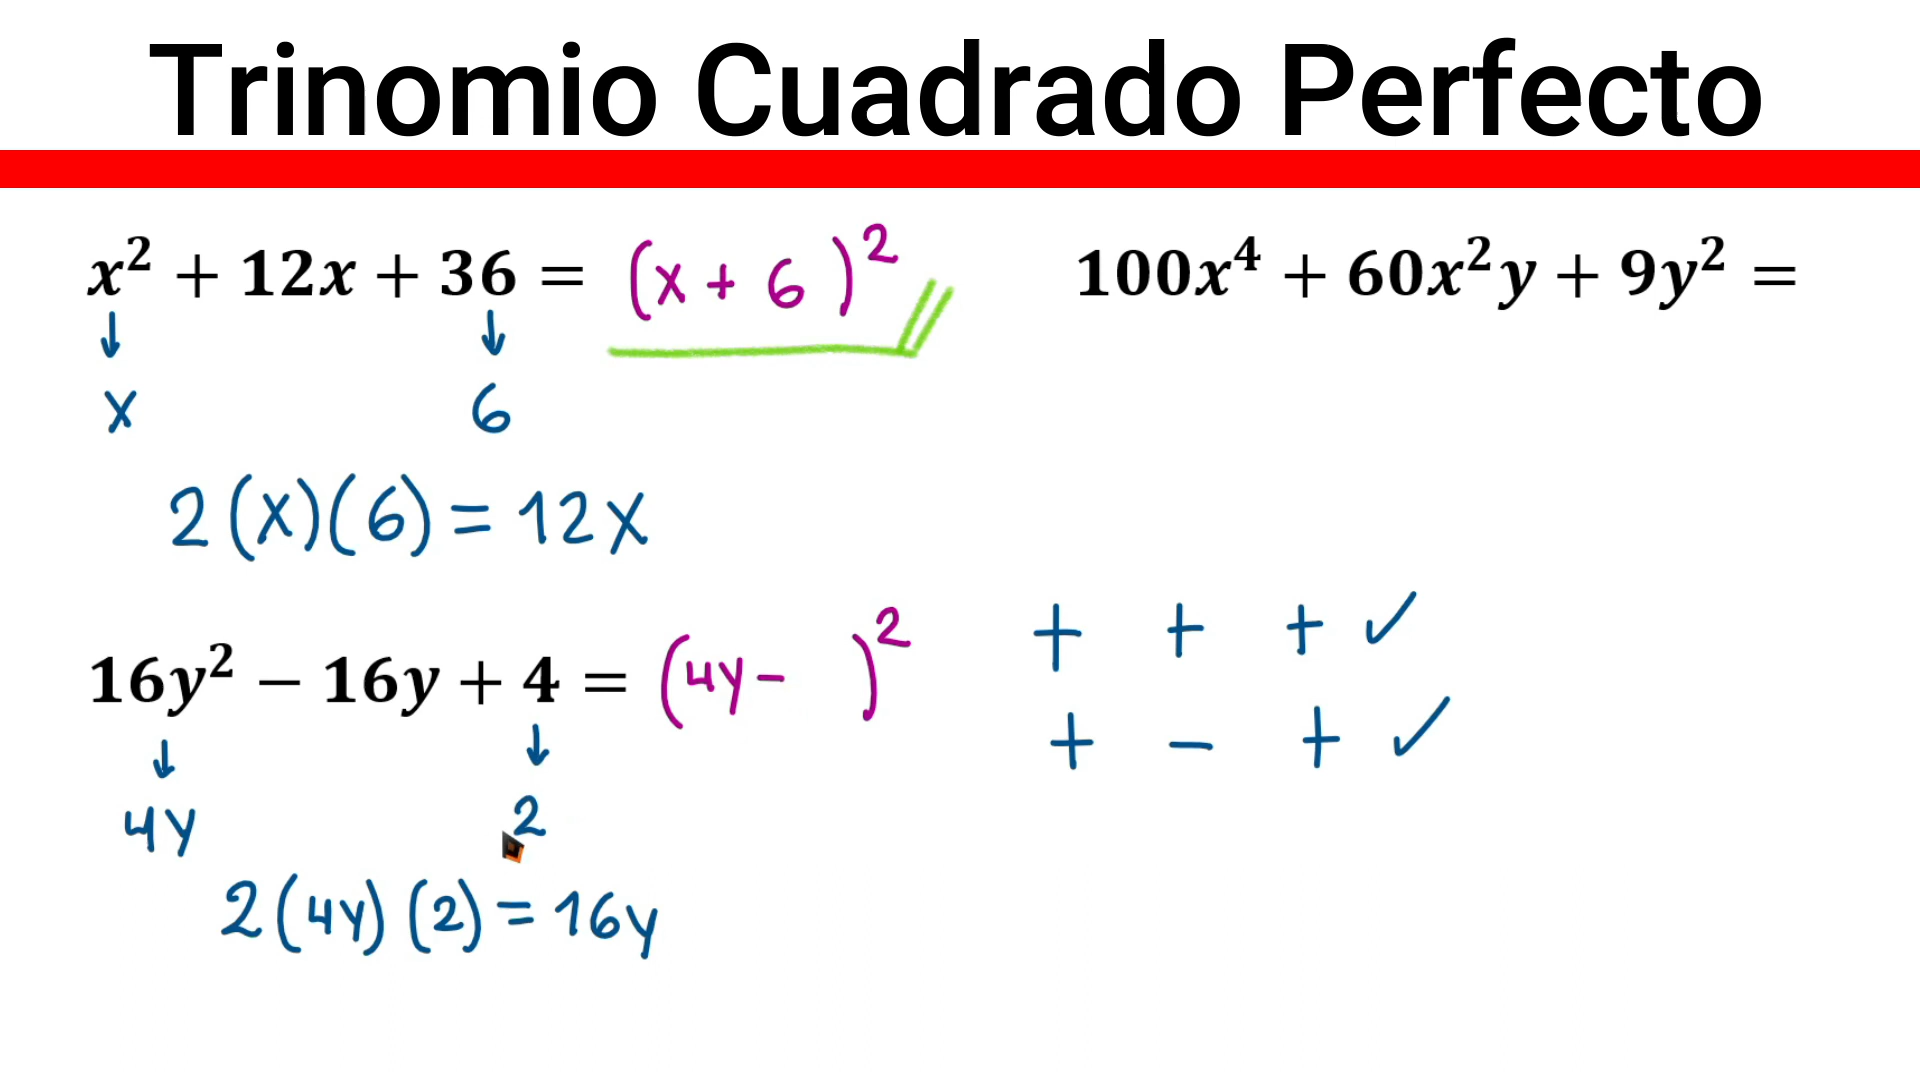 Trinomio Cuadrado Perfecto
x² + 12x + 36 = (x + 6)²
↓ ↓
x 6
2(x)(6) = 12x
16y² − 16y + 4 = (4y − )²
↓ ↓
4y 2
2(4y)(2) = 16y
100x⁴ + 60x²y + 9y² =
+ + + ✓
+ − + ✓